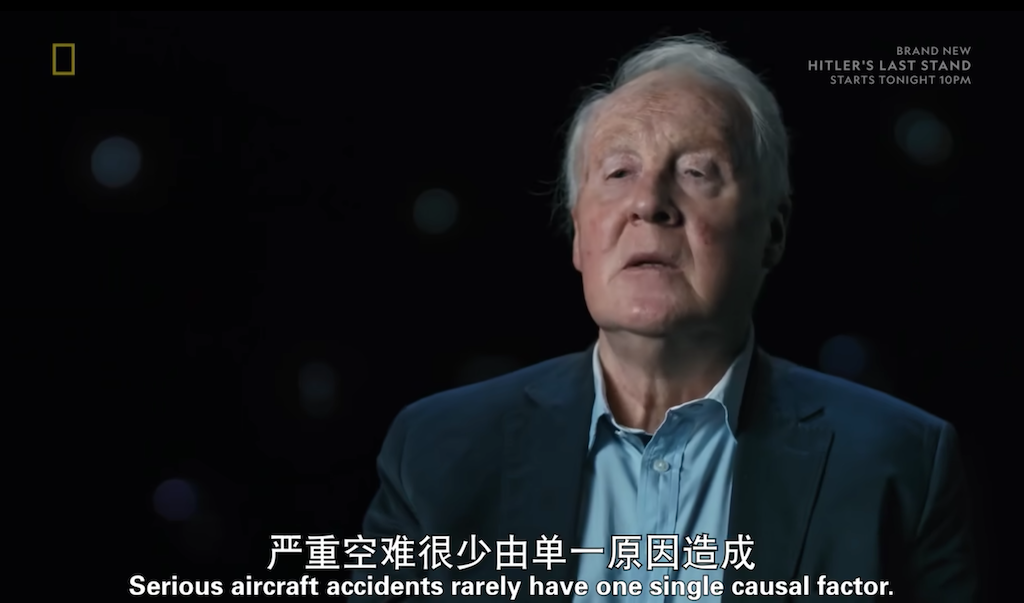 BRAND NEW
HITLER'S LAST STAND
STARTS TONIGHT 10PM
严重空难很少由单一原因造成
Serious aircraft accidents rarely have one single causal factor.